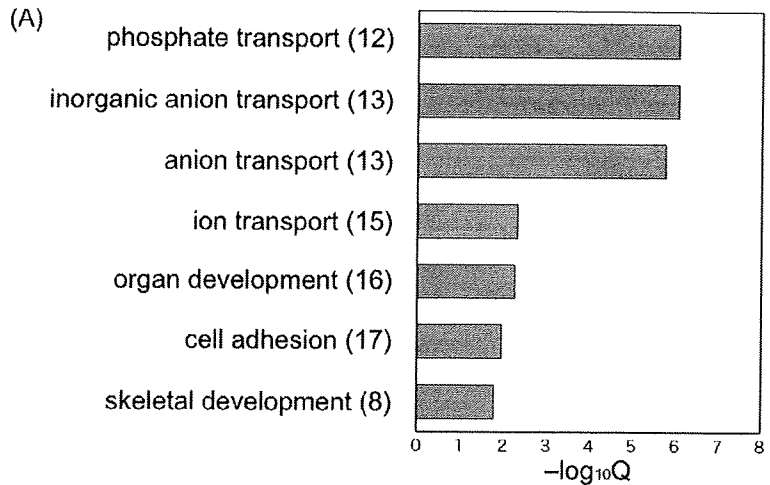 (A)
phosphate transport (12)
inorganic anion transport (13)
anion transport (13)
ion transport (15)
organ development (16)
cell adhesion (17)
skeletal development (8)
0 1 2 3 4 5 6 7 8
–log₁₀Q